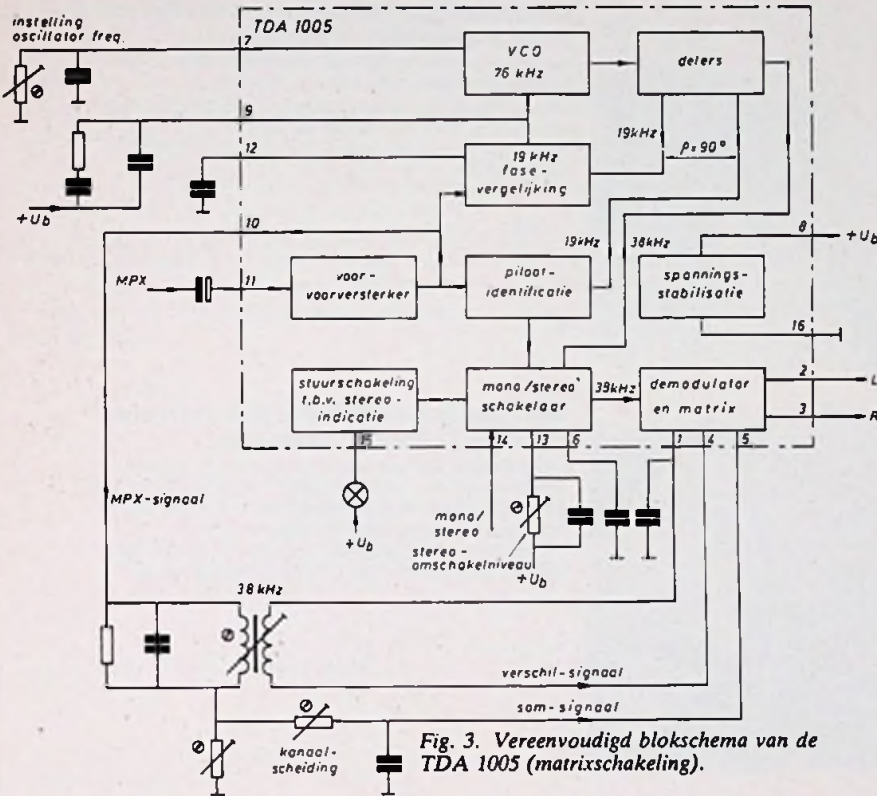 instelling
oscillator freq.
TDA 1005
7
VCO
76 kHz
delers
9
19kHz
ρ=90°
12
19 kHz
fase-
vergelijking
+Ub
10
19kHz
38kHz
8
+Ub
MPX
11
voor-
voorversterker
piloot-
identificatie
spannings-
stabilisatie
16
stuurschakeling
t.b.v. stereo-
indicatie
mono/stereo
schakelaar
38kHz
demodulator
en matrix
2
L
3
R
15
14
13
6
1
4
5
MPX-signaal
+Ub
mono/
stereo
stereo-
omschakelniveau
+Ub
38 kHz
verschil-signaal
som-signaal
kanaal-
scheiding
Fig. 3. Vereenvoudigd blokschema van de
TDA 1005 (matrixschakeling).